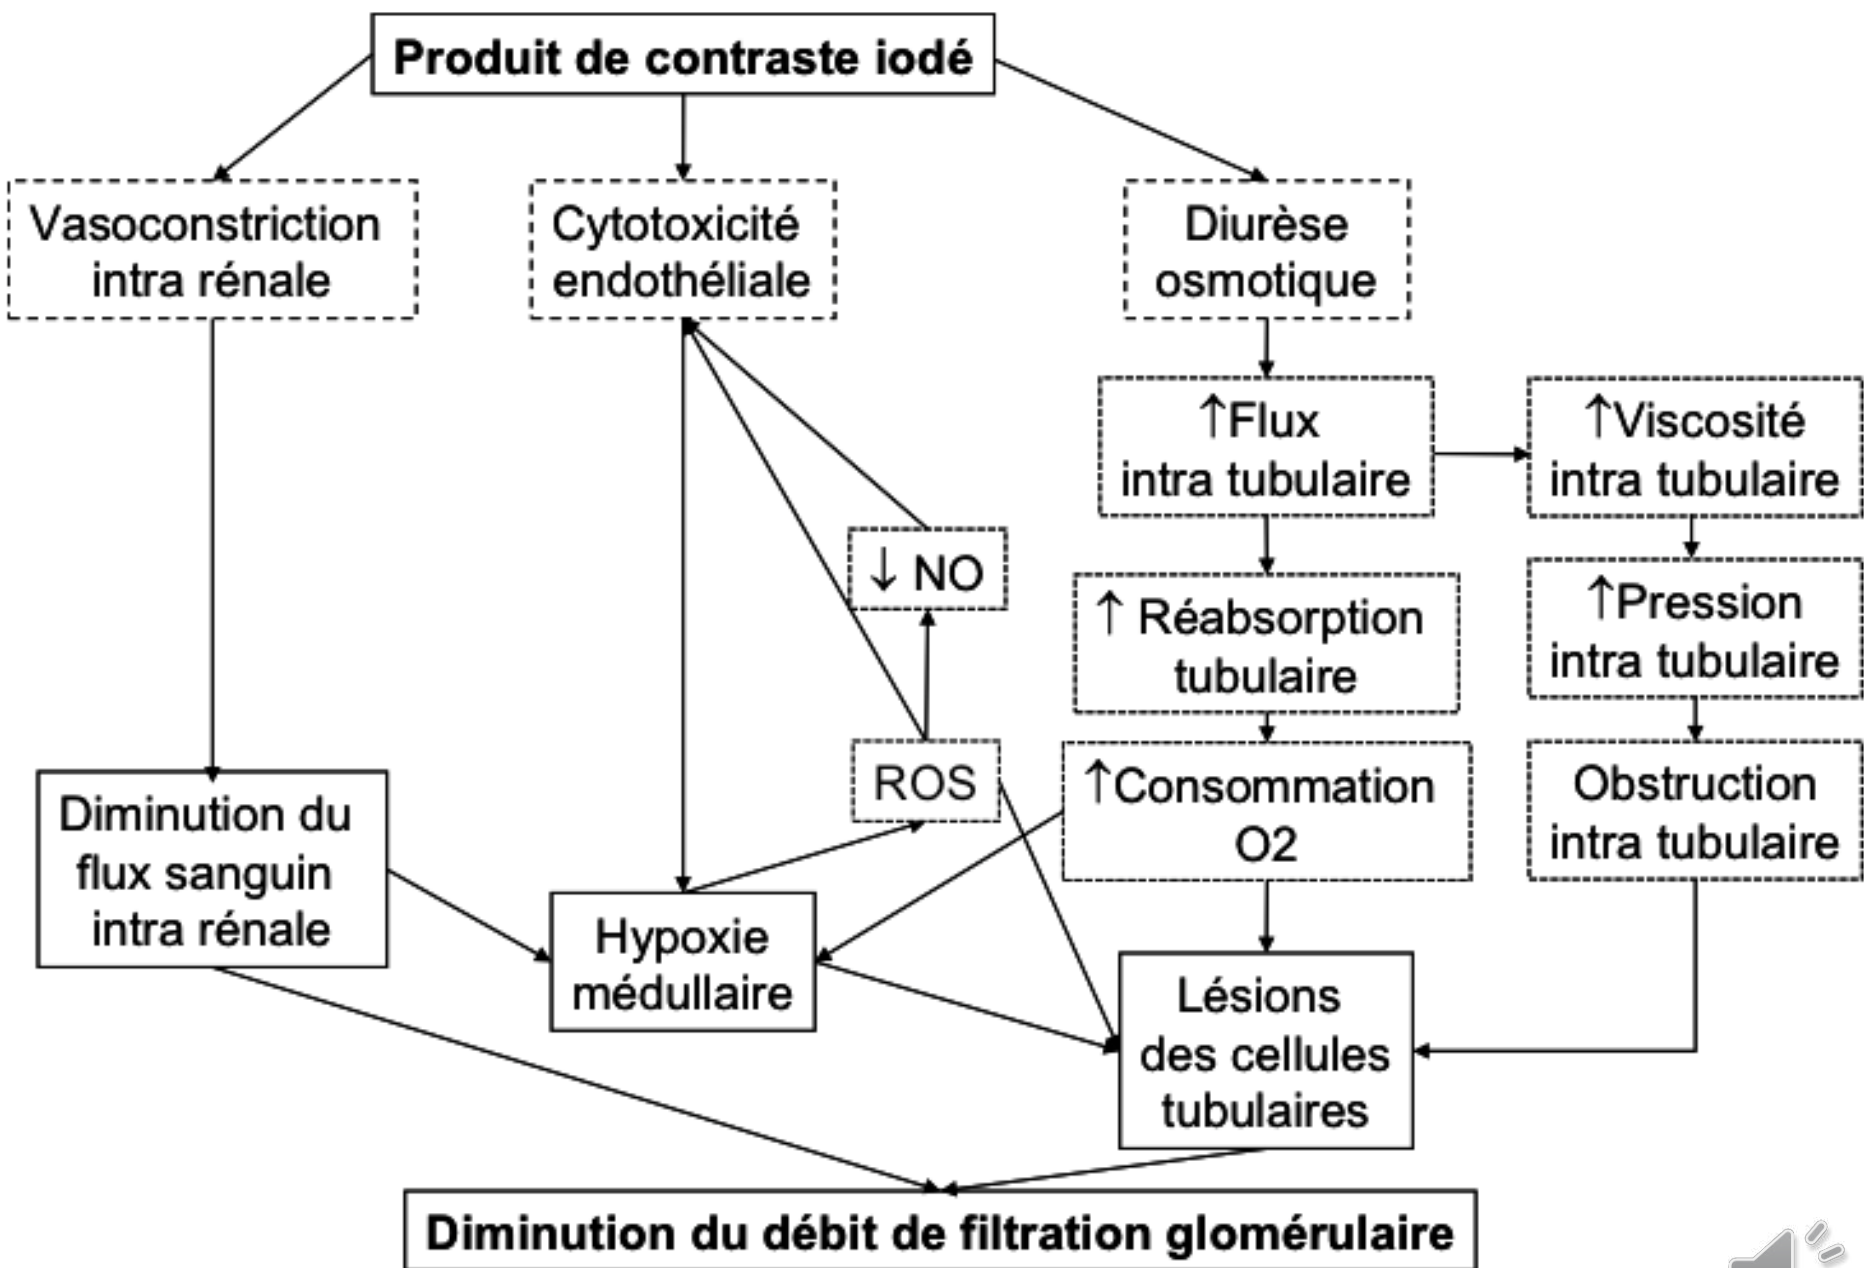 Produit de contraste iodé
Vasoconstriction
intra rénale
Cytotoxicité
endothéliale
Diurèse
osmotique
↑Flux
intra tubulaire
↑Viscosité
intra tubulaire
↓ NO
↑ Réabsorption
tubulaire
↑Pression
intra tubulaire
ROS
↑Consommation
O2
Obstruction
intra tubulaire
Diminution du
flux sanguin
intra rénale
Hypoxie
médullaire
Lésions
des cellules
tubulaires
Diminution du débit de filtration glomérulaire